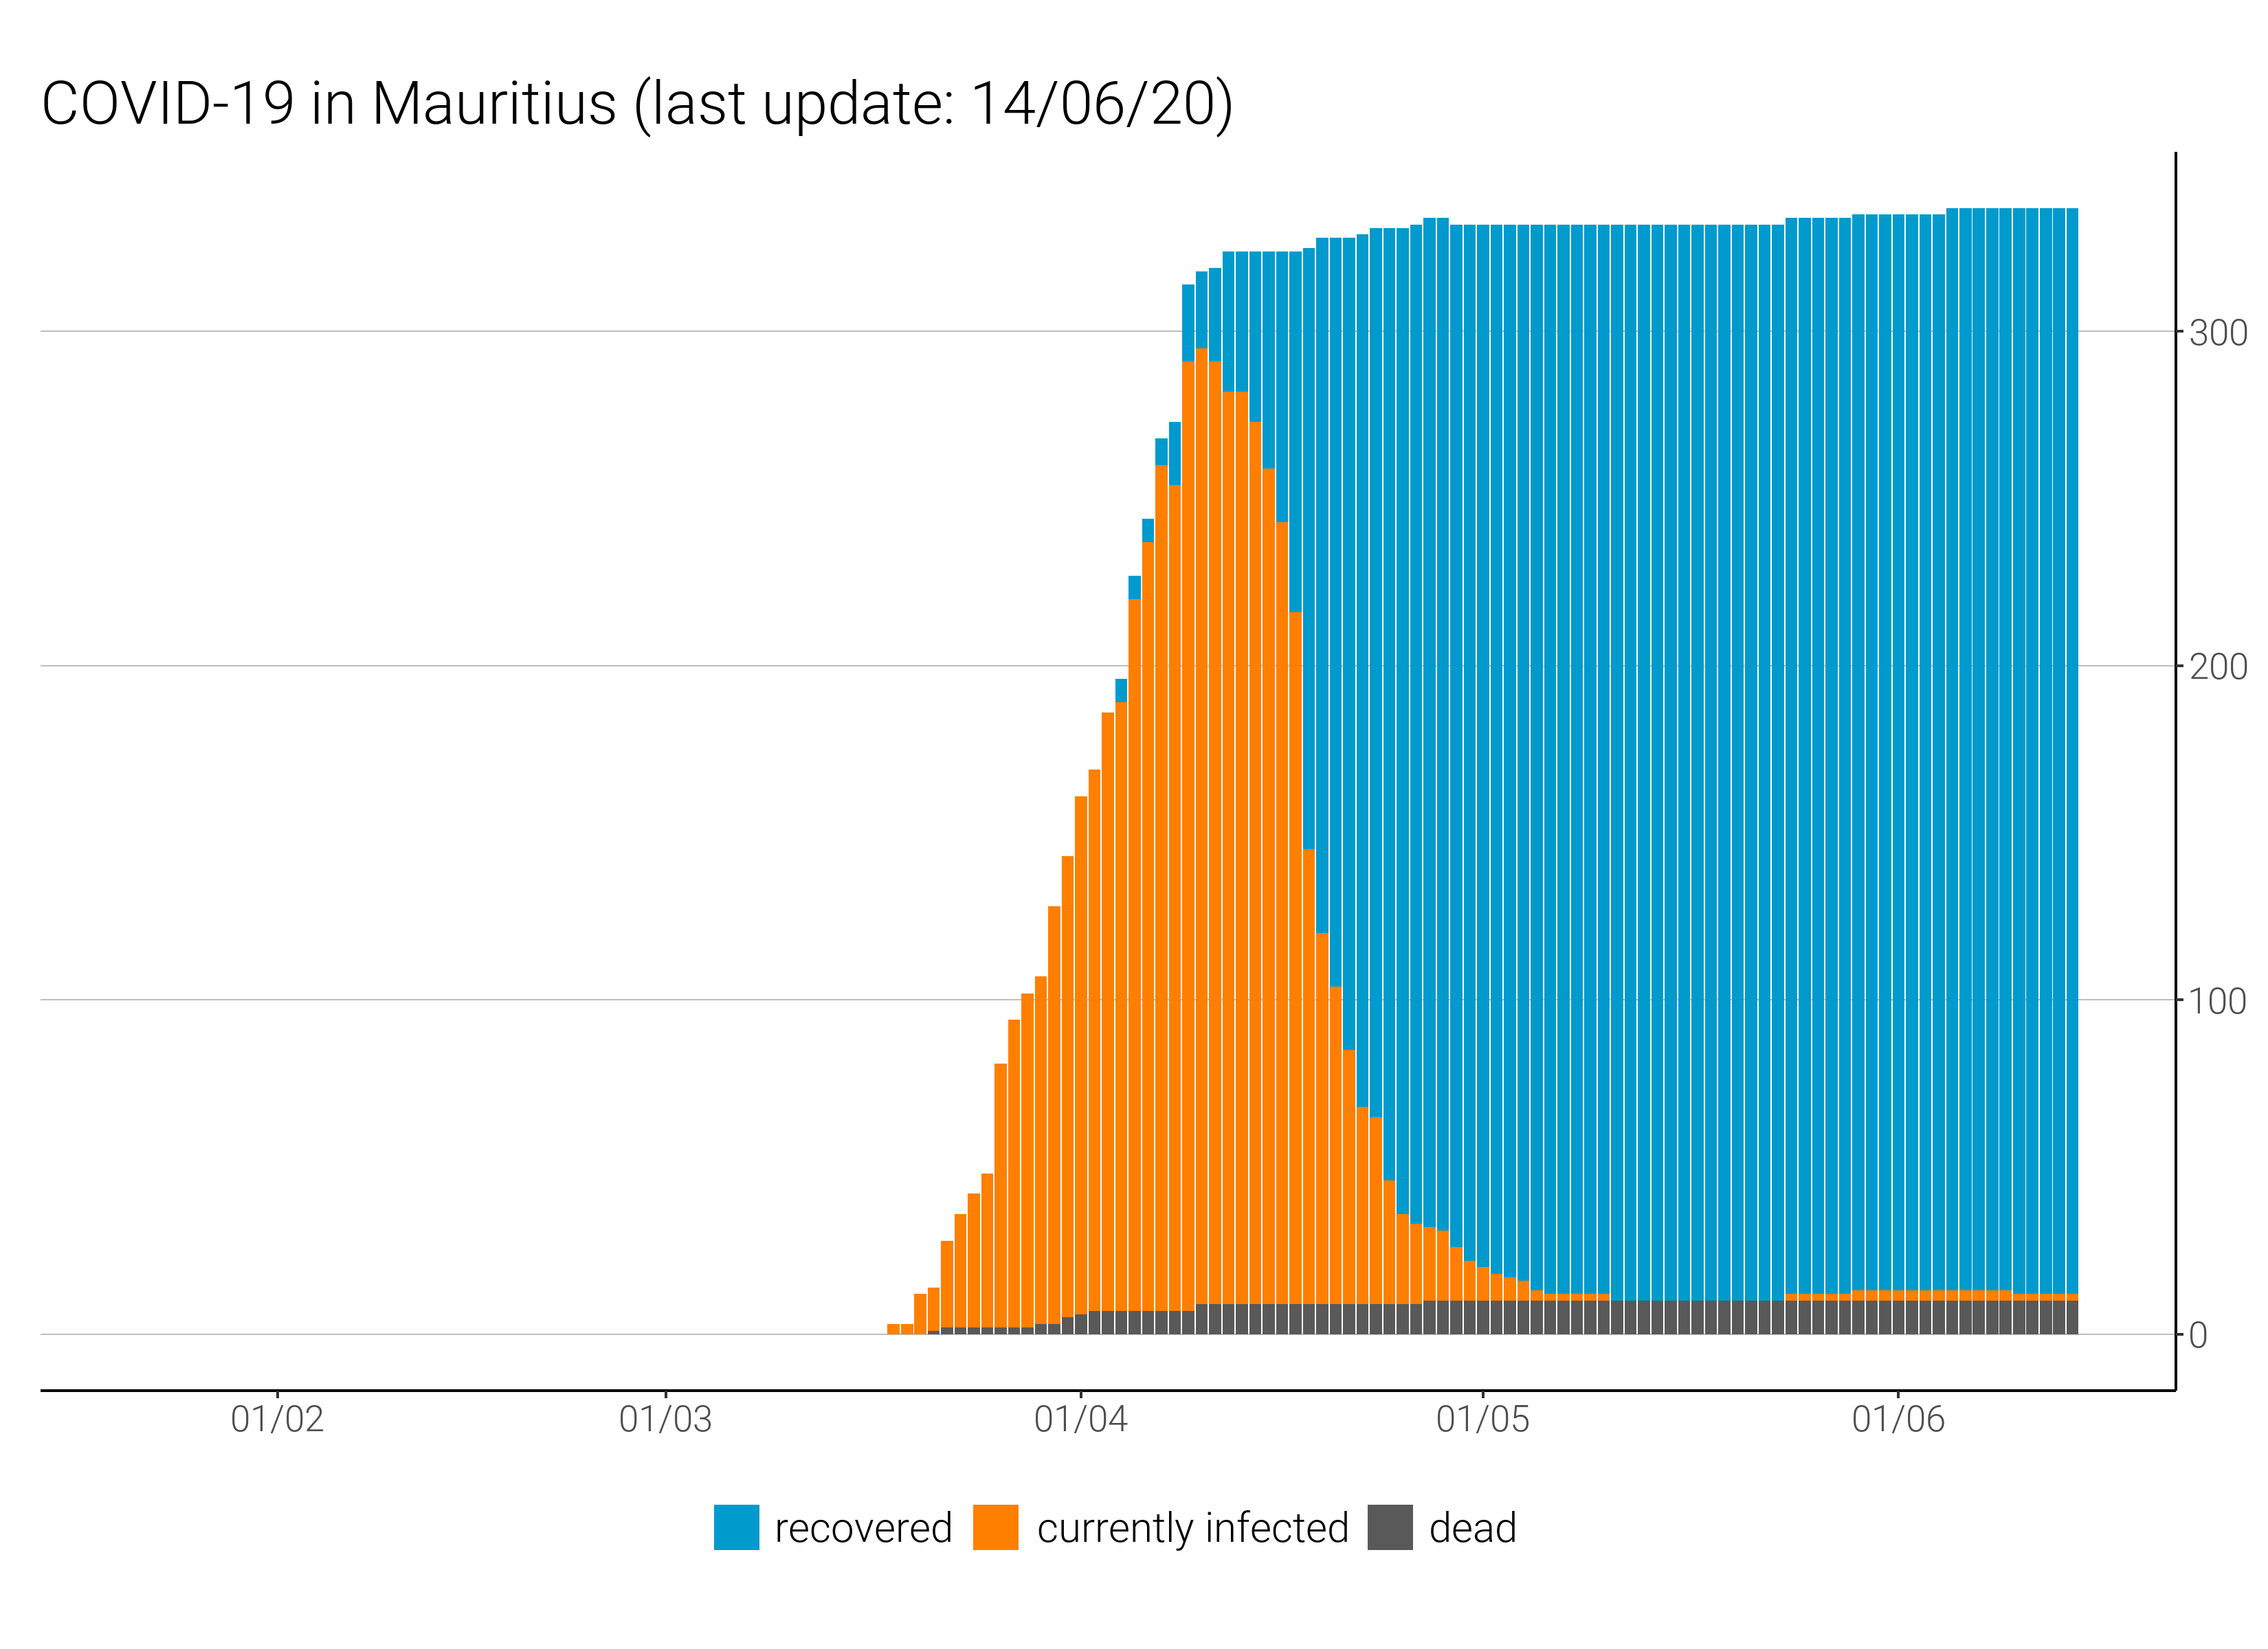 COVID-19 in Mauritius (last update: 14/06/20)
300
200
100
0
01/02 01/03 01/04 01/05 01/06
recovered currently infected dead